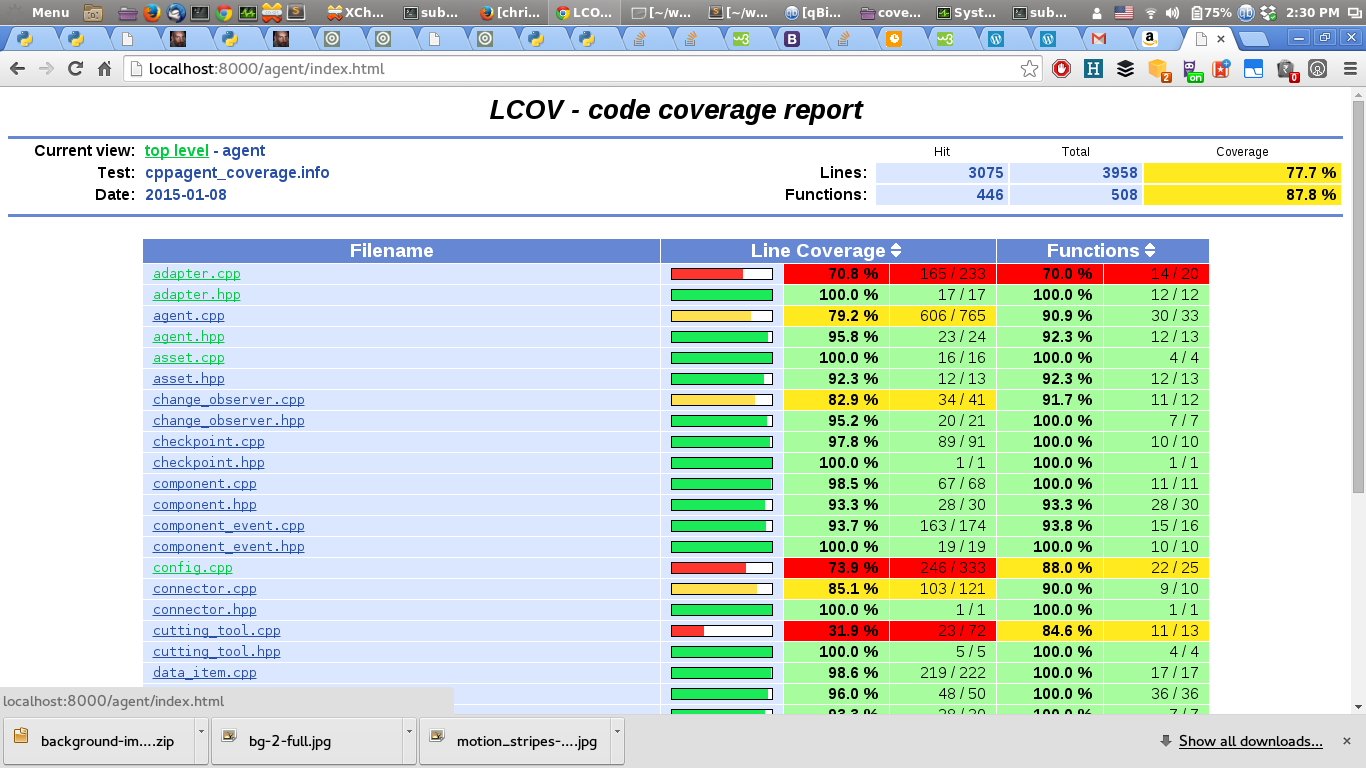 Menu XCh... sub... [chri... LCO... [~/w... [~/w... [qBi... cove... Syst... sub... 75% 2:30 PM
localhost:8000/agent/index.html 2 on 0
LCOV - code coverage report
Current view: top level - agent Hit Total Coverage
Test: cppagent_coverage.info Lines: 3075 3958 77.7 %
Date: 2015-01-08 Functions: 446 508 87.8 %
Filename Line Coverage Functions
adapter.cpp 70.8 % 165 / 233 70.0 % 14 / 20
adapter.hpp 100.0 % 17 / 17 100.0 % 12 / 12
agent.cpp 79.2 % 606 / 765 90.9 % 30 / 33
agent.hpp 95.8 % 23 / 24 92.3 % 12 / 13
asset.cpp 100.0 % 16 / 16 100.0 % 4 / 4
asset.hpp 92.3 % 12 / 13 92.3 % 12 / 13
change_observer.cpp 82.9 % 34 / 41 91.7 % 11 / 12
change_observer.hpp 95.2 % 20 / 21 100.0 % 7 / 7
checkpoint.cpp 97.8 % 89 / 91 100.0 % 10 / 10
checkpoint.hpp 100.0 % 1 / 1 100.0 % 1 / 1
component.cpp 98.5 % 67 / 68 100.0 % 11 / 11
component.hpp 93.3 % 28 / 30 93.3 % 28 / 30
component_event.cpp 93.7 % 163 / 174 93.8 % 15 / 16
component_event.hpp 100.0 % 19 / 19 100.0 % 10 / 10
config.cpp 73.9 % 246 / 333 88.0 % 22 / 25
connector.cpp 85.1 % 103 / 121 90.0 % 9 / 10
connector.hpp 100.0 % 1 / 1 100.0 % 1 / 1
cutting_tool.cpp 31.9 % 23 / 72 84.6 % 11 / 13
cutting_tool.hpp 100.0 % 5 / 5 100.0 % 4 / 4
data_item.cpp 98.6 % 219 / 222 100.0 % 17 / 17
96.0 % 48 / 50 100.0 % 36 / 36
localhost:8000/agent/index.html
background-im....zip bg-2-full.jpg motion_stripes-....jpg Show all downloads...